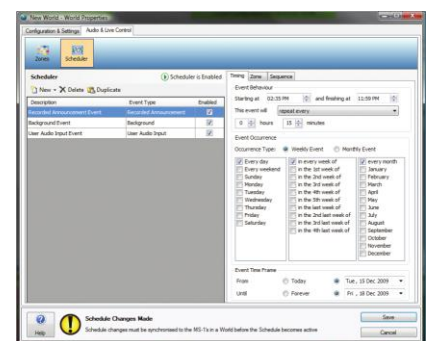 New World - World Properties
Configuration & Settings Audio & Live Control
Zones Scheduler
Scheduler Scheduler is Enabled
New Delete Duplicate
Description Event Type Enabled
Recorded Announcement Event Recorded Announcement
Background Event Background
User Audio Input Event User Audio Input
Timing Zone Sequence
Event Behaviour
Starting at 02:35 PM and finishing at 11:59 PM
This event will repeat every
0 hours 15 minutes
Event Occurrence
Occurrence Type: Weekly Event Monthly Event
Every day in every week of every month
Every weekend in the 1st week of January
Sunday in the 2nd week of February
Monday in the 3rd week of March
Tuesday in the 4th week of April
Wednesday in the 5th week of May
Thursday in the last week of June
Friday in the 2nd last week of July
Saturday in the 3rd last week of August
in the 4th last week of September
October
November
December
Event Time Frame
From Today Tue, 15 Dec 2009
Until Forever Fri, 18 Dec 2009
Help
Schedule Changes Made
Schedule changes must be synchronised to the MS-1's in a World before the Schedule becomes active
Save
Cancel